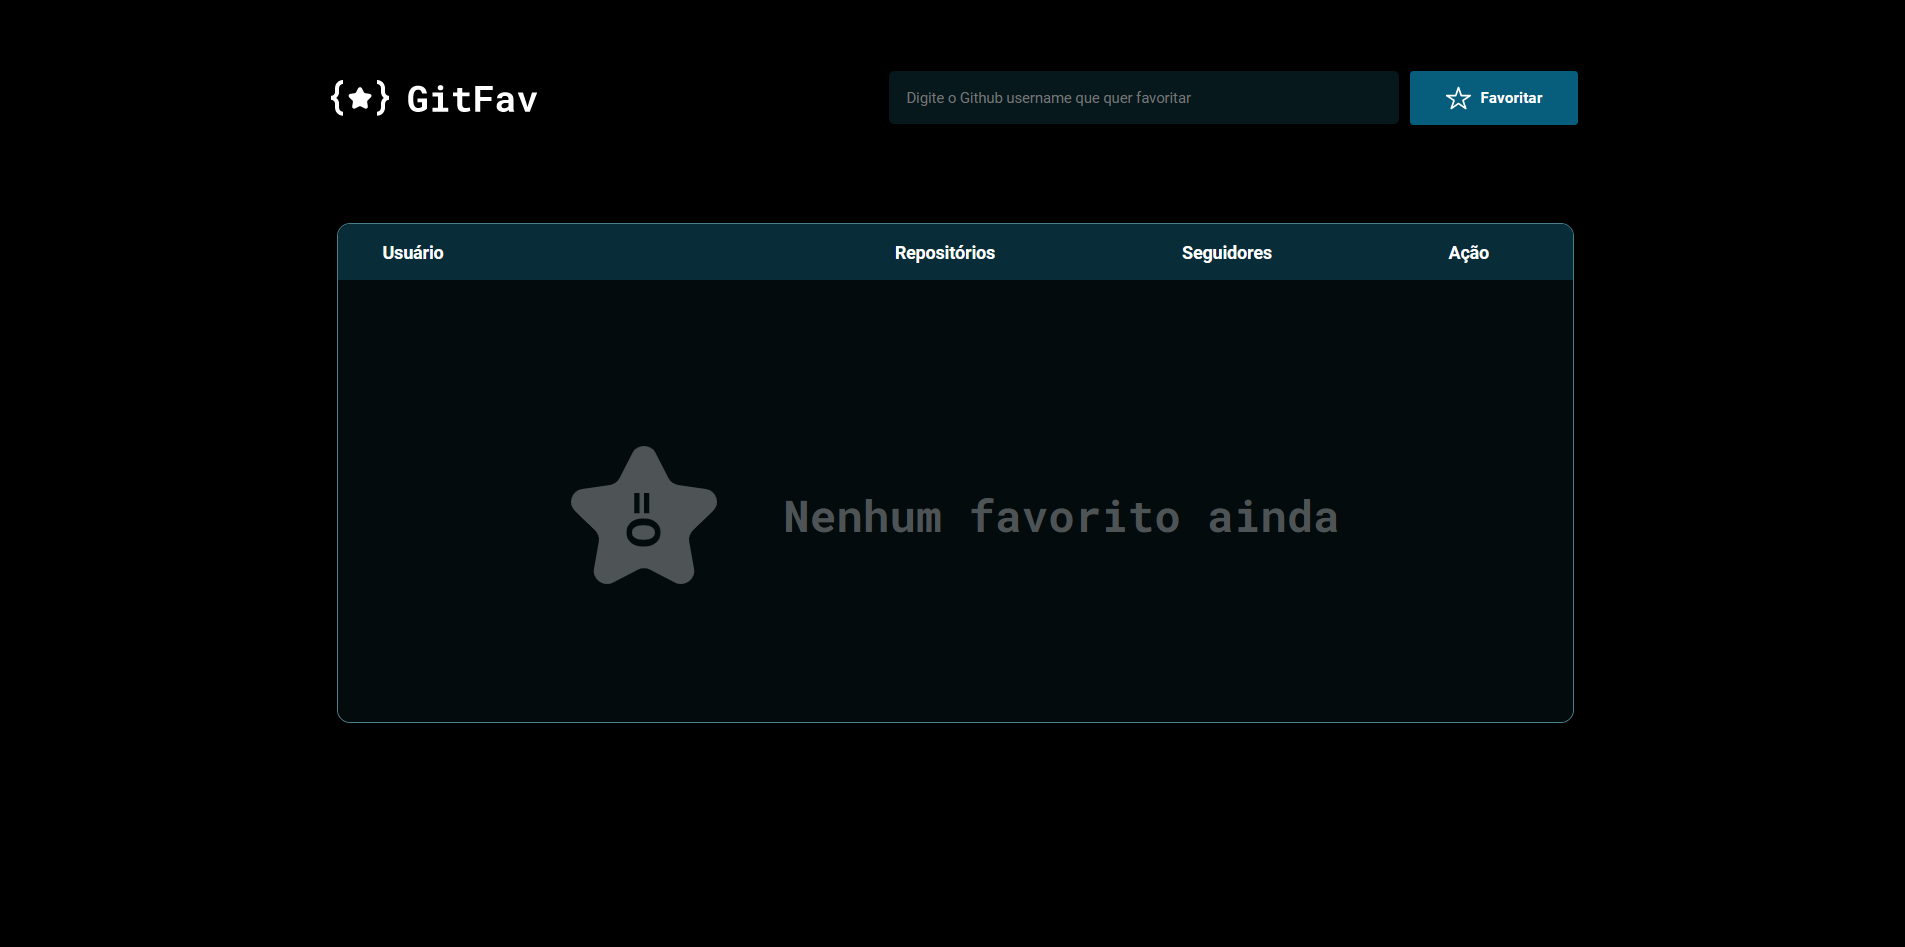 {★} GitFav
Digite o Github username que quer favoritar
Favoritar
Usuário Repositórios Seguidores Ação
Nenhum favorito ainda